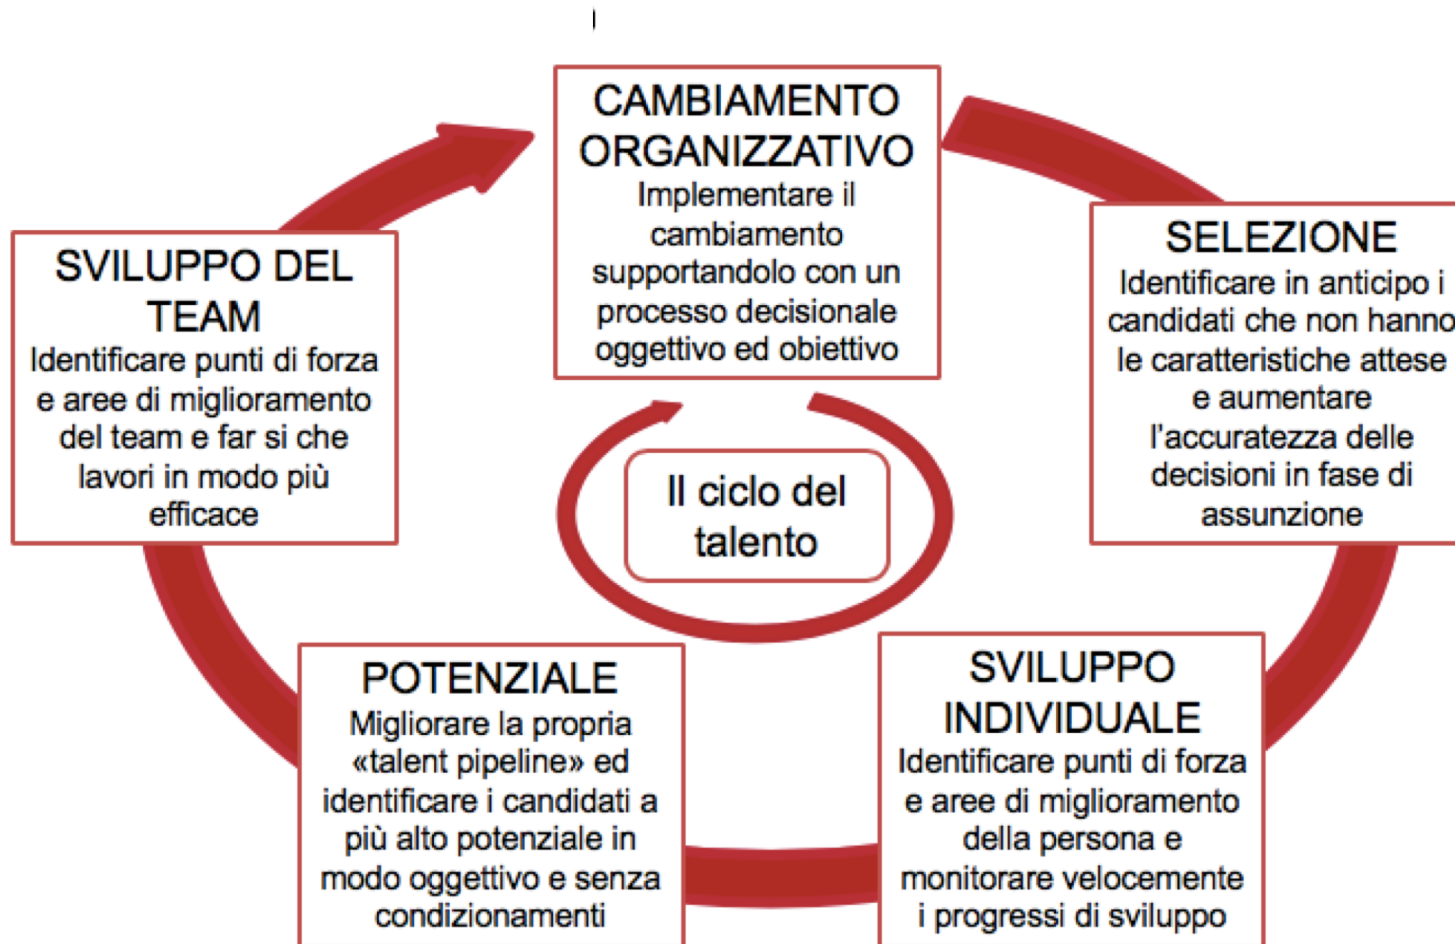 CAMBIAMENTO
ORGANIZZATIVO
Implementare il
cambiamento
supportandolo con un
processo decisionale
oggettivo ed obiettivo
SELEZIONE
Identificare in anticipo i
candidati che non hanno
le caratteristiche attese
e aumentare
l'accuratezza delle
decisioni in fase di
assunzione
SVILUPPO
INDIVIDUALE
Identificare punti di forza
e aree di miglioramento
della persona e
monitorare velocemente
i progressi di sviluppo
POTENZIALE
Migliorare la propria
«talent pipeline» ed
identificare i candidati a
più alto potenziale in
modo oggettivo e senza
condizionamenti
SVILUPPO DEL
TEAM
Identificare punti di forza
e aree di miglioramento
del team e far si che
lavori in modo più
efficace
Il ciclo del
talento